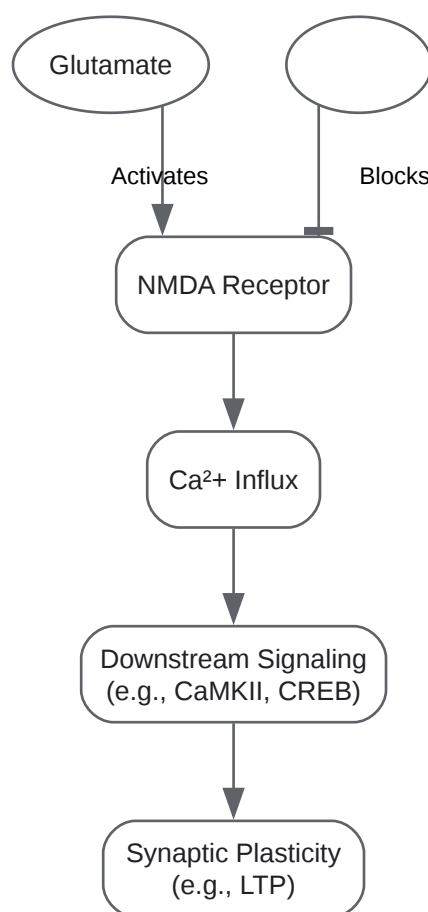 Glutamate
Activates
Blocks
NMDA Receptor
Ca²+ Influx
Downstream Signaling
(e.g., CaMKII, CREB)
Synaptic Plasticity
(e.g., LTP)